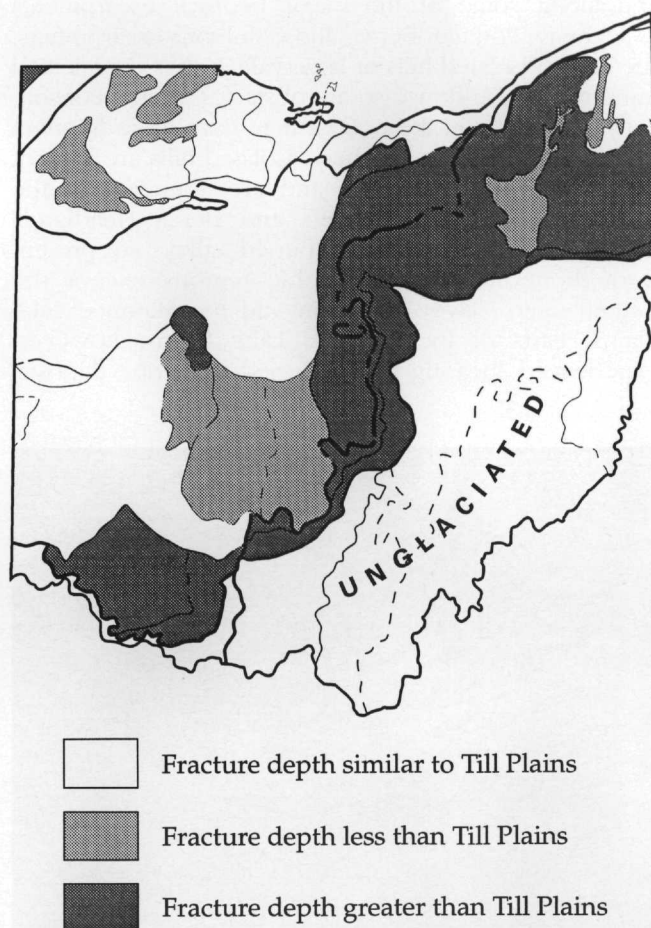 UNGLACIATED
Fracture depth similar to Till Plains
Fracture depth less than Till Plains
Fracture depth greater than Till Plains